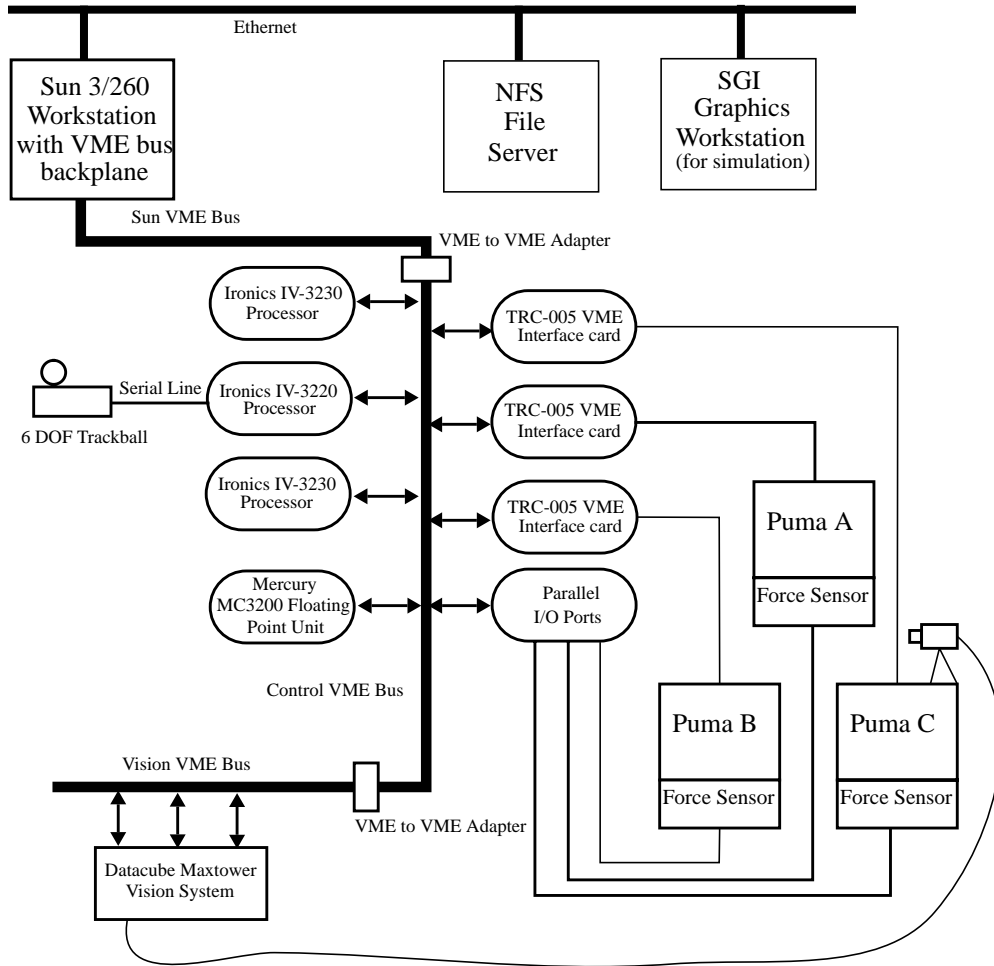 Ethernet
Sun 3/260
Workstation
with VME bus
backplane
NFS
File
Server
SGI
Graphics
Workstation
(for simulation)
Sun VME Bus
VME to VME Adapter
Ironics IV-3230
Processor
TRC-005 VME
Interface card
Serial Line
Ironics IV-3220
Processor
6 DOF Trackball
TRC-005 VME
Interface card
Ironics IV-3230
Processor
TRC-005 VME
Interface card
Puma A
Force Sensor
Mercury
MC3200 Floating
Point Unit
Parallel
I/O Ports
Control VME Bus
Puma B
Force Sensor
Puma C
Force Sensor
Vision VME Bus
VME to VME Adapter
Datacube Maxtower
Vision System